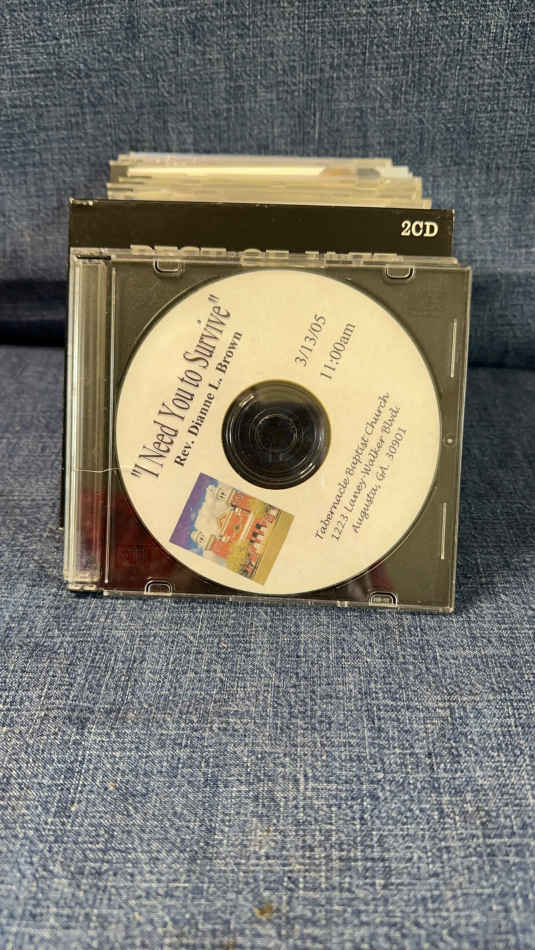 2CD
"I Need You to Survive"
Rev. Dianne L. Brown
3/13/05
11:00am
Tabernacle Baptist Church
1223 Laney-Walker Blvd.
Augusta, GA. 30901